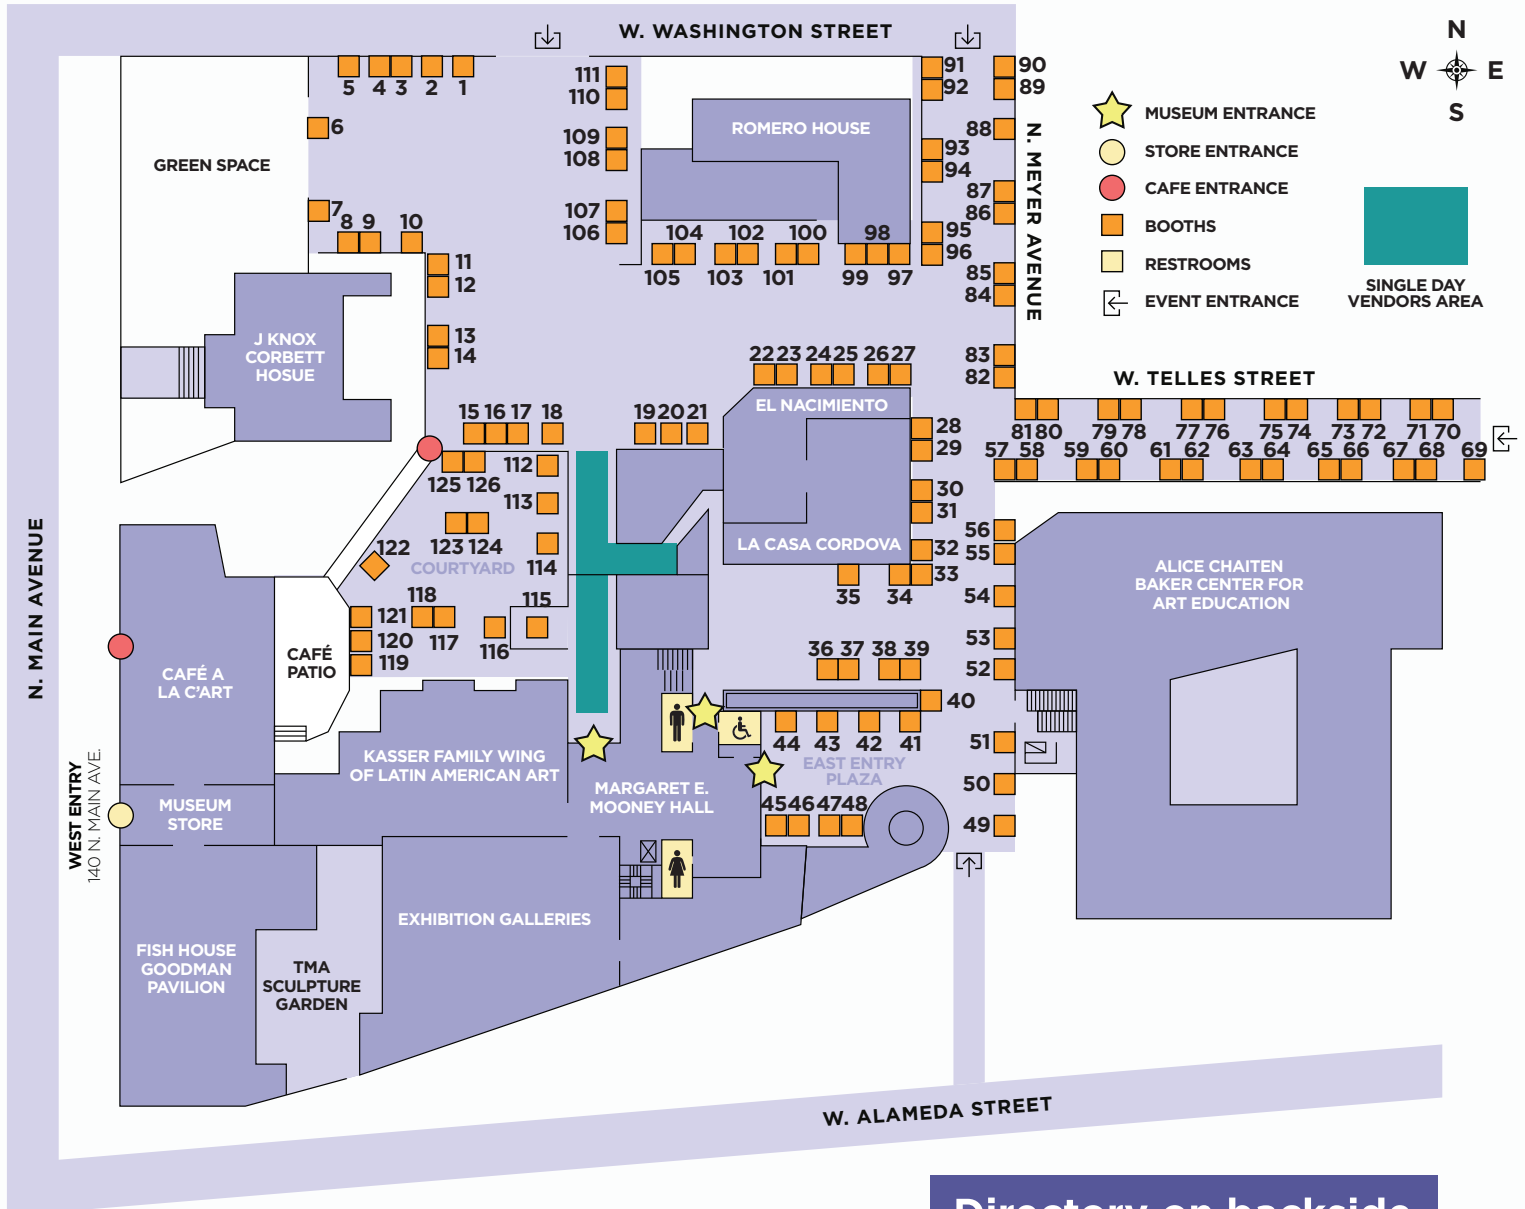 W. WASHINGTON STREET
N
W E
S
5 4 3 2 1
6
7
8 9 10
11
12
13
14
GREEN SPACE
111
110
109
108
107
106
ROMERO HOUSE
104 102 100 98
105 103 101 99 97
91
92
93
94
95
96
90
89
88
87
86
85
84
83
82
N. MEYER AVENUE
MUSEUM ENTRANCE
STORE ENTRANCE
CAFE ENTRANCE
BOOTHS
RESTROOMS
EVENT ENTRANCE
SINGLE DAY
VENDORS AREA
J KNOX
CORBETT
HOSUE
W. TELLES STREET
22 23 24 25 26 27
EL NACIMIENTO
15 16 17 18 19 20 21
28
29
30
31
32
33
LA CASA CORDOVA
35 34
81 80 79 78 77 76 75 74 73 72 71 70
57 58 59 60 61 62 63 64 65 66 67 68 69
125 126
112
113
114
123 124
122
COURTYARD
118
117
116
115
121
120
119
CAFÉ
PATIO
56
55
54
53
52
51
50
49
ALICE CHAITEN
BAKER CENTER FOR
ART EDUCATION
36 37 38 39
40
44 43 42 41
EAST ENTRY
PLAZA
45 46 47 48
N. MAIN AVENUE
CAFÉ A
LA C'ART
KASSER FAMILY WING
OF LATIN AMERICAN ART
MARGARET E.
MOONEY HALL
WEST ENTRY
140 N. MAIN AVE.
MUSEUM
STORE
EXHIBITION GALLERIES
FISH HOUSE
GOODMAN
PAVILION
TMA
SCULPTURE
GARDEN
W. ALAMEDA STREET
Directory on backside